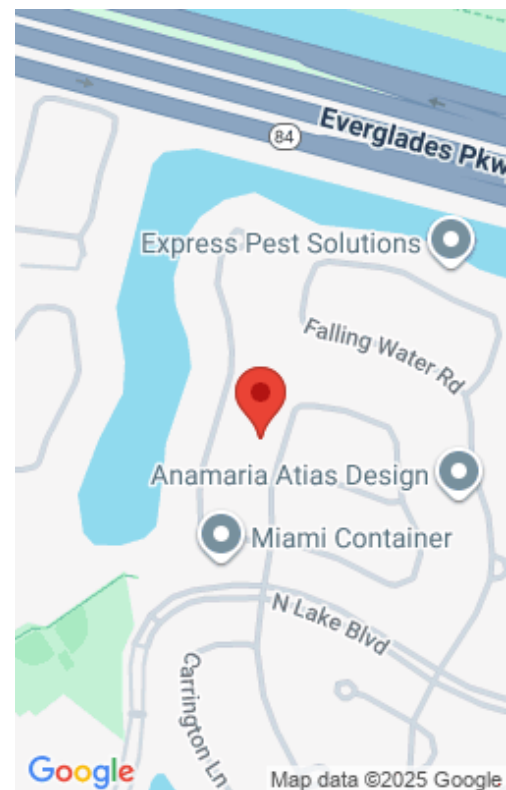 Everglades Pkw
84
Express Pest Solutions
Falling Water Rd
Anamaria Atias Design
Miami Container
N Lake Blvd
Carrington Ln
Google
Map data ©2025 Google